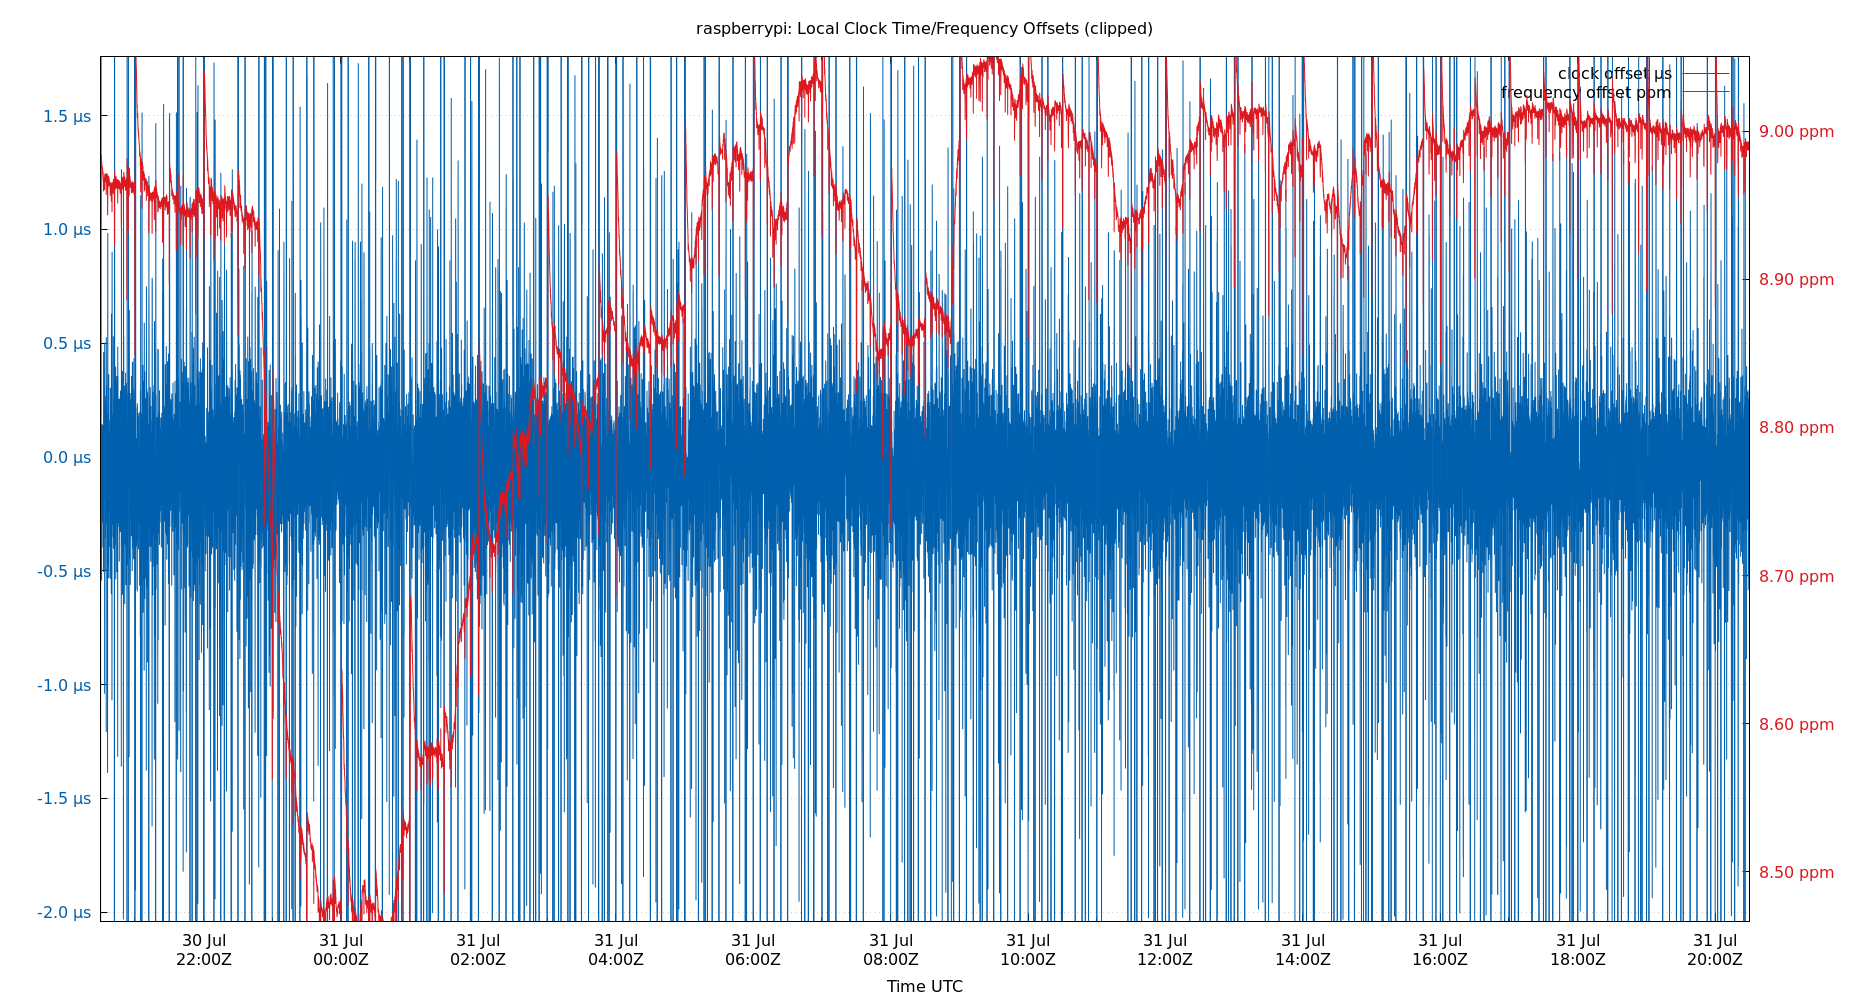 raspberrypi: Local Clock Time/Frequency Offsets (clipped)
clock offset µs
frequency offset ppm
1.5 µs
1.0 µs
0.5 µs
0.0 µs
-0.5 µs
-1.0 µs
-1.5 µs
-2.0 µs
9.00 ppm
8.90 ppm
8.80 ppm
8.70 ppm
8.60 ppm
8.50 ppm
30 Jul 31 Jul 31 Jul 31 Jul 31 Jul 31 Jul 31 Jul 31 Jul 31 Jul 31 Jul 31 Jul 31 Jul
22:00Z 00:00Z 02:00Z 04:00Z 06:00Z 08:00Z 10:00Z 12:00Z 14:00Z 16:00Z 18:00Z 20:00Z
Time UTC